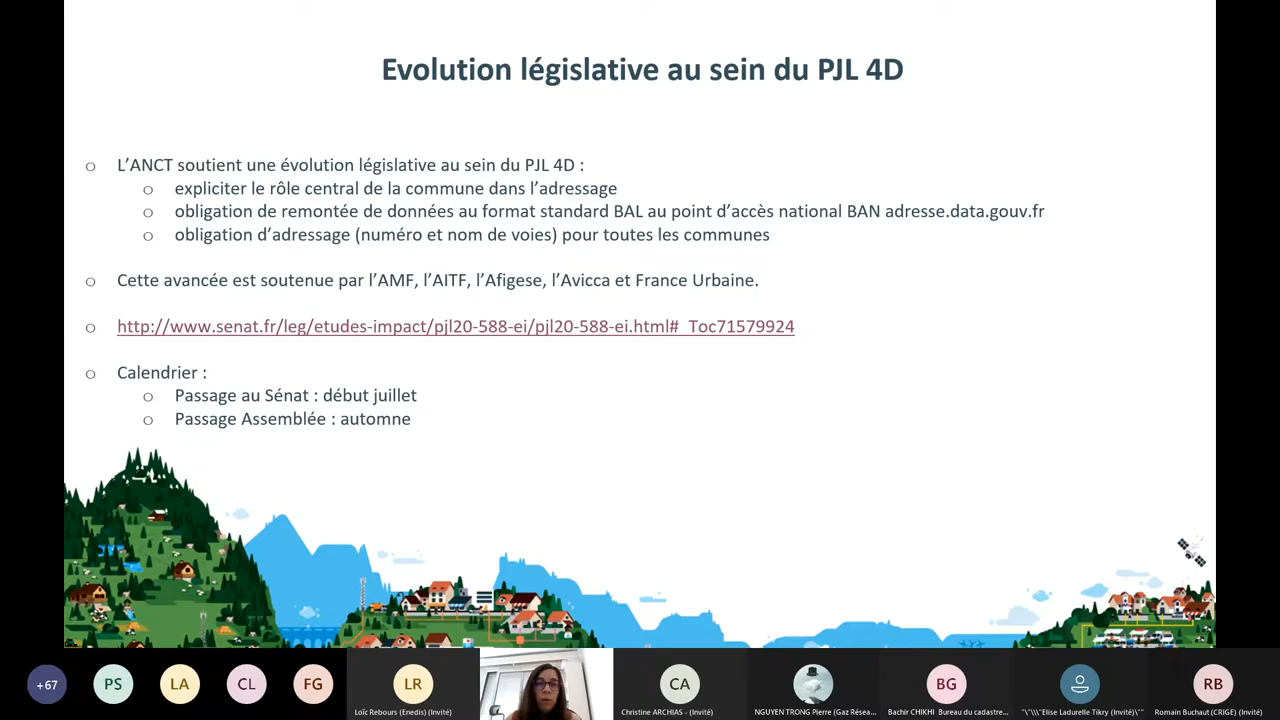 Evolution législative au sein du PJL 4D
o L’ANCT soutient une évolution législative au sein du PJL 4D :
o expliciter le rôle central de la commune dans l’adressage
o obligation de remontée de données au format standard BAL au point d’accès national BAN adresse.data.gouv.fr
o obligation d’adressage (numéro et nom de voies) pour toutes les communes
o Cette avancée est soutenue par l’AMF, l’AITF, l’Afigese, l’Avicca et France Urbaine.
o http://www.senat.fr/leg/etudes-impact/pjl20-588-ei/pjl20-588-ei.html#_Toc71579924
o Calendrier :
o Passage au Sénat : début juillet
o Passage Assemblée : automne
+67 PS LA CL FG LR CA BG RB
Loïc Rebours (Enedis) (Invité) Christine ARCHIAS - (Invité) NGUYEN TRONG Pierre (Gaz Résea... Bachir CHIKHI Bureau du cadastre... "\"\\\"Elise Ladurelle Tikry (Invité)\"" Romain Buchaut (CRIGE) (Invité)